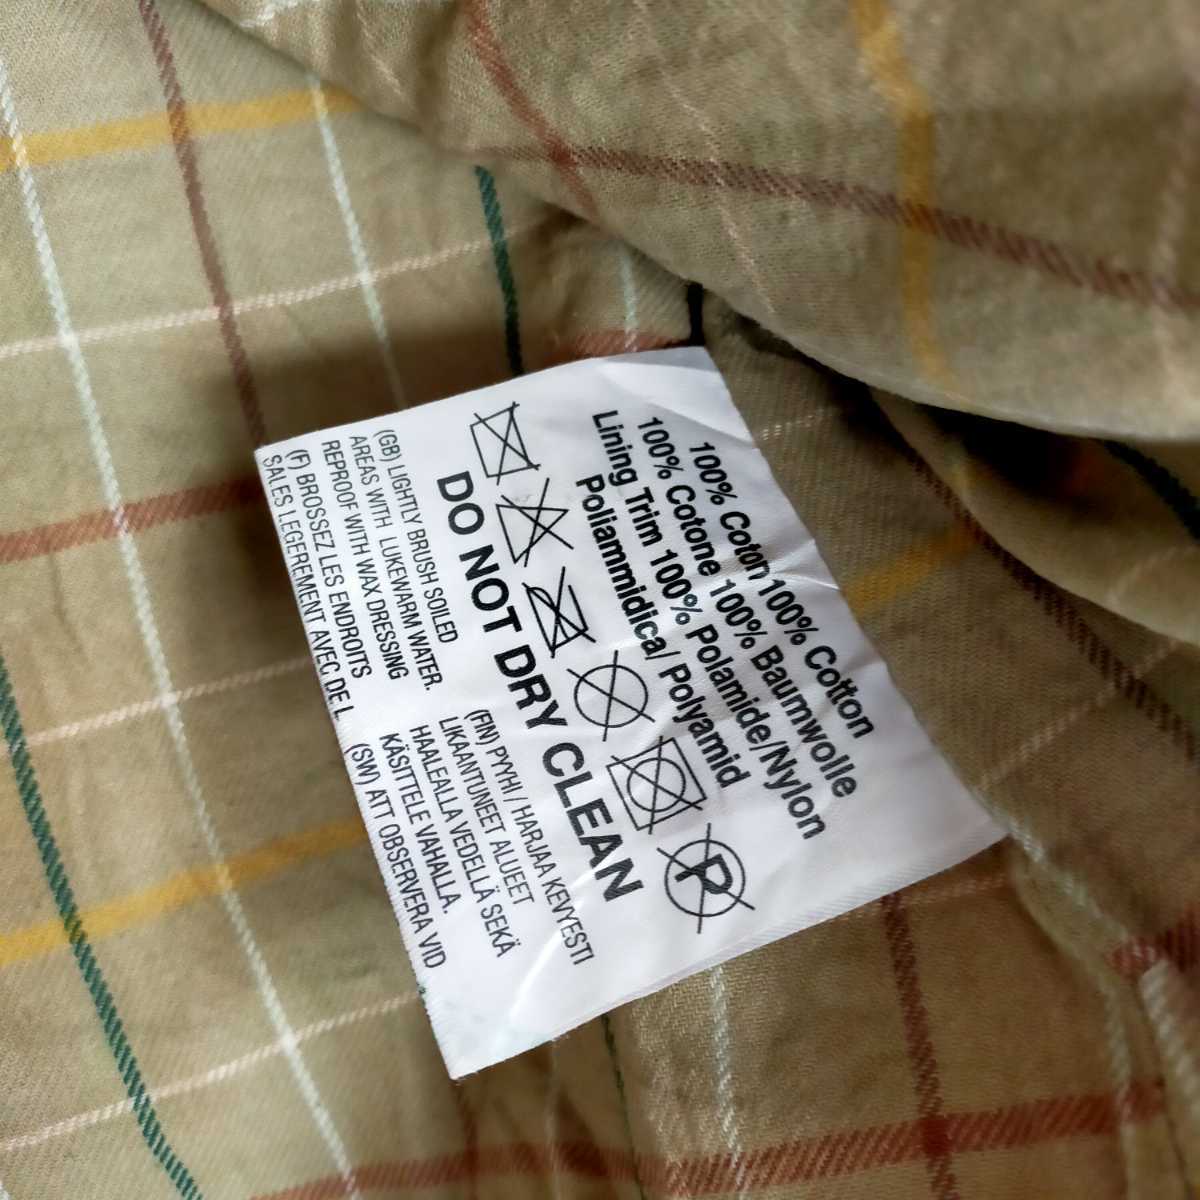 100% Coton 100% Cotton
100% Cotone 100% Baumwolle
Lining Trim 100% Polamide/Nylon
Poliammidica/ Polyamid
P
DO NOT DRY CLEAN
(GB) LIGHTLY BRUSH SOILED
AREAS WITH LUKEWARM WATER.
REPROOF WITH WAX DRESSING
(F) BROSSEZ LES ENDROITS
SALES LEGEREMENT AVEC DE L
(FIN) PYYHI / HARJAA KEVYESTI
LIKAANTUNEET ALUEET
HAALEALLA VEDELLÄ SEKÄ
KÄSITTELE VAHALLA.
(SW) ATT OBSERVERA VID